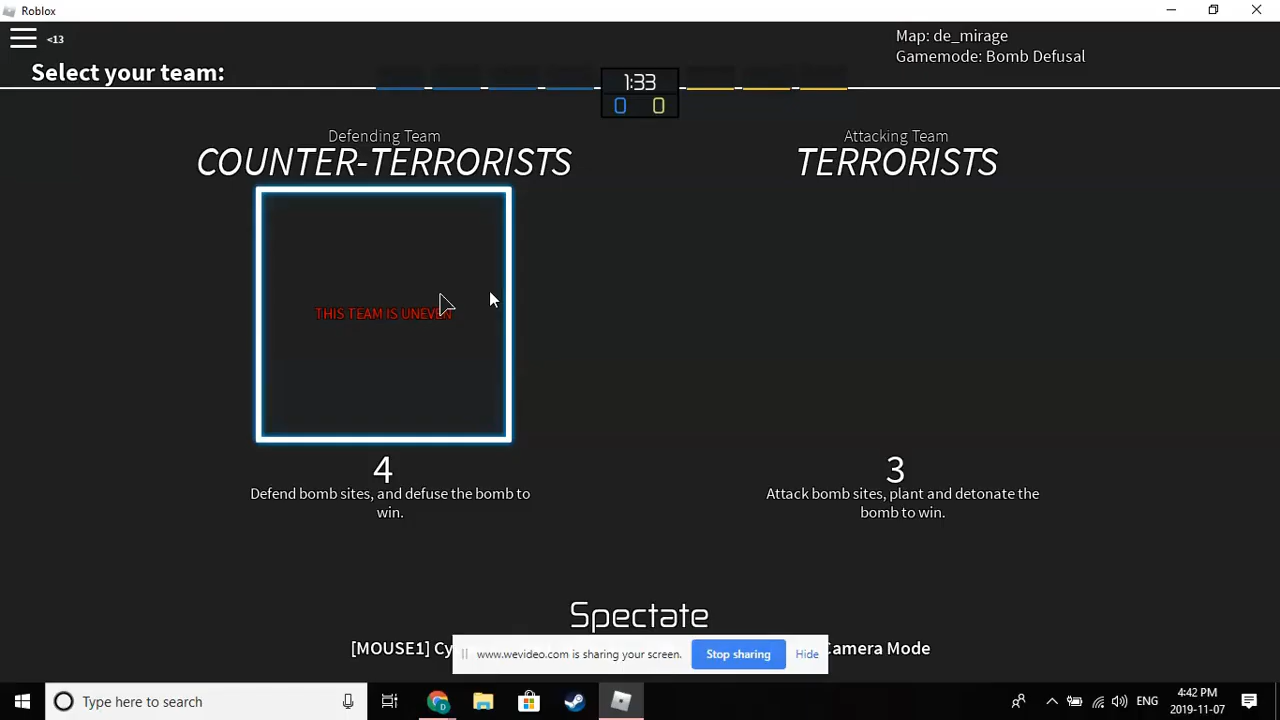 Roblox
<13
Select your team:
Map: de_mirage
Gamemode: Bomb Defusal
1:33
0 0
Defending Team
COUNTER-TERRORISTS
Attacking Team
TERRORISTS
THIS TEAM IS UNEVEN
4
Defend bomb sites, and defuse the bomb to
win.
3
Attack bomb sites, plant and detonate the
bomb to win.
Spectate
[MOUSE1] Camera Mode
www.wevideo.com is sharing your screen. Stop sharing Hide
Type here to search
D
ENG
4:42 PM
2019-11-07